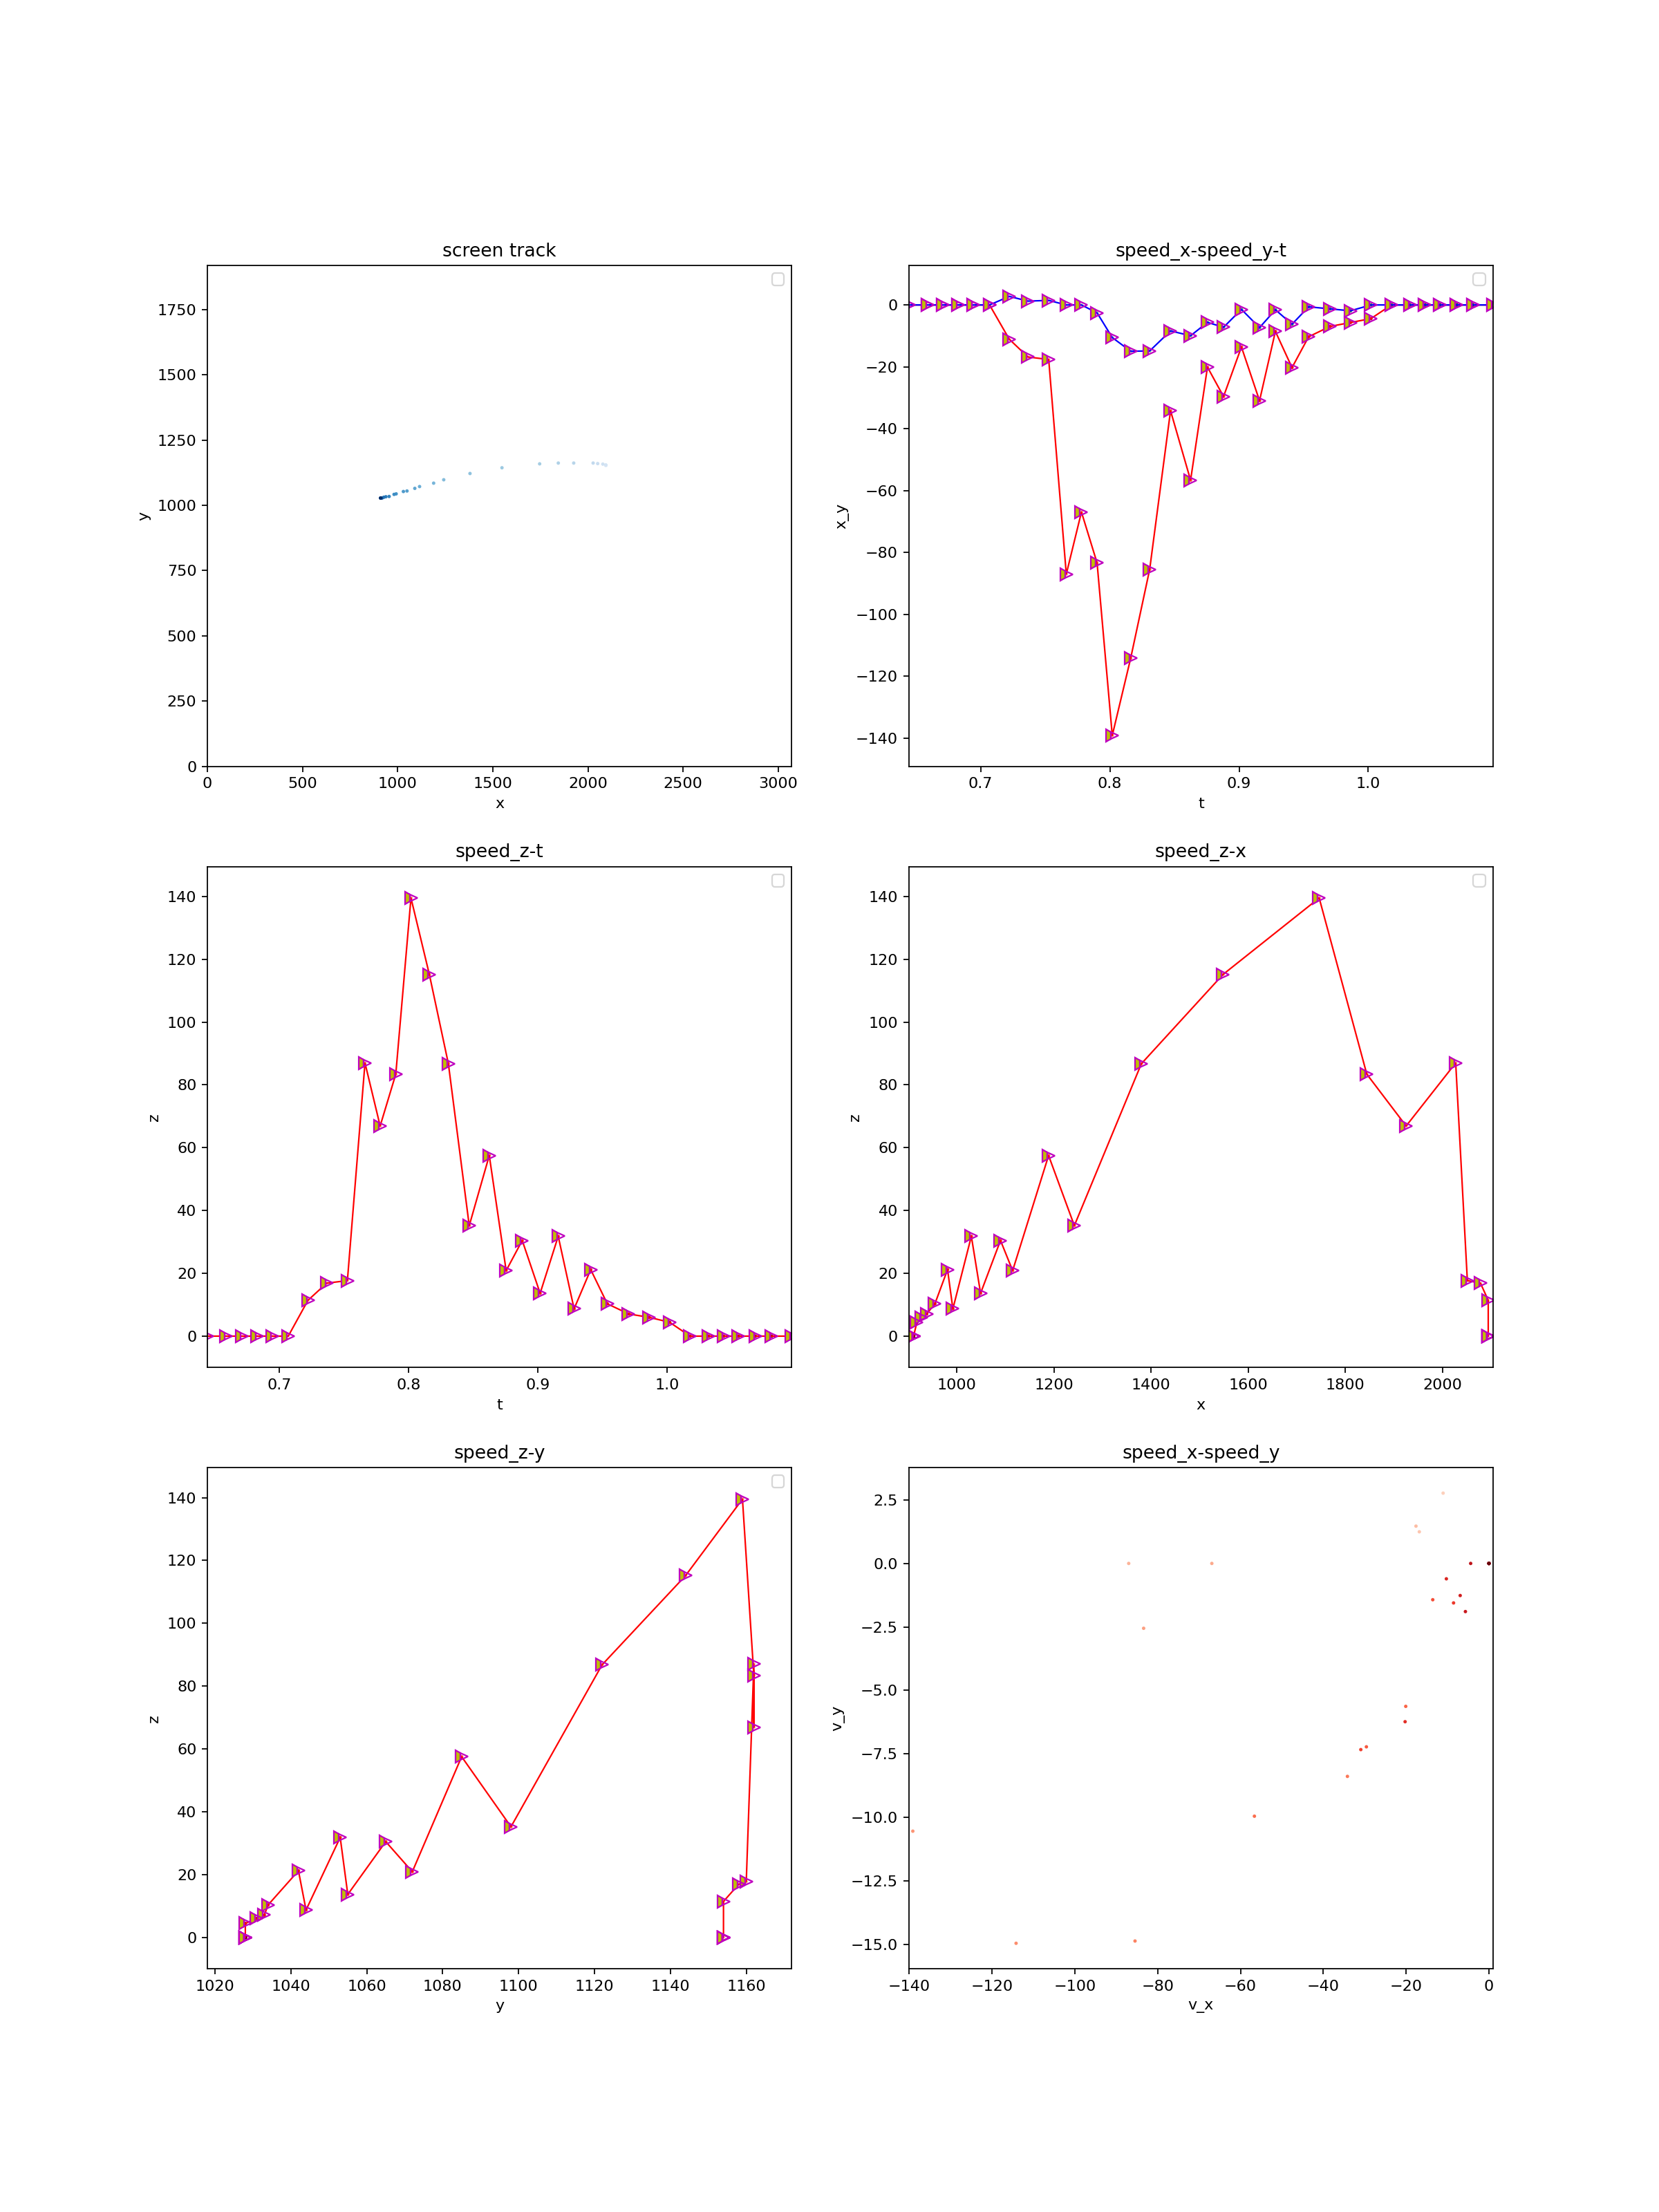 screen track
1750
1500
1250
1000
750
500
250
0
y
0 500 1000 1500 2000 2500 3000
x
speed_x-speed_y-t
0
−20
−40
−60
−80
−100
−120
−140
x_y
0.7 0.8 0.9 1.0
t
speed_z-t
140
120
100
80
60
40
20
0
z
0.7 0.8 0.9 1.0
t
speed_z-x
140
120
100
80
60
40
20
0
z
1000 1200 1400 1600 1800 2000
x
speed_z-y
140
120
100
80
60
40
20
0
z
1020 1040 1060 1080 1100 1120 1140 1160
y
speed_x-speed_y
2.5
0.0
−2.5
−5.0
−7.5
−10.0
−12.5
−15.0
v_y
−140 −120 −100 −80 −60 −40 −20 0
v_x